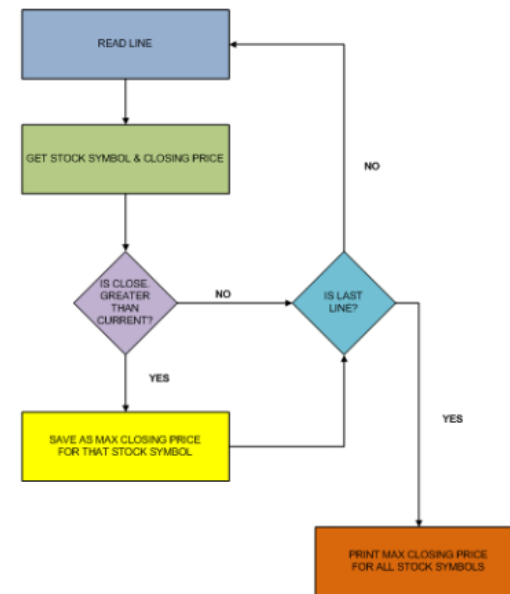 READ LINE
GET STOCK SYMBOL & CLOSING PRICE
NO
IS CLOSE.
GREATER
THAN
CURRENT?
NO
IS LAST
LINE?
YES
SAVE AS MAX CLOSING PRICE
FOR THAT STOCK SYMBOL
YES
PRINT MAX CLOSING PRICE
FOR ALL STOCK SYMBOLS